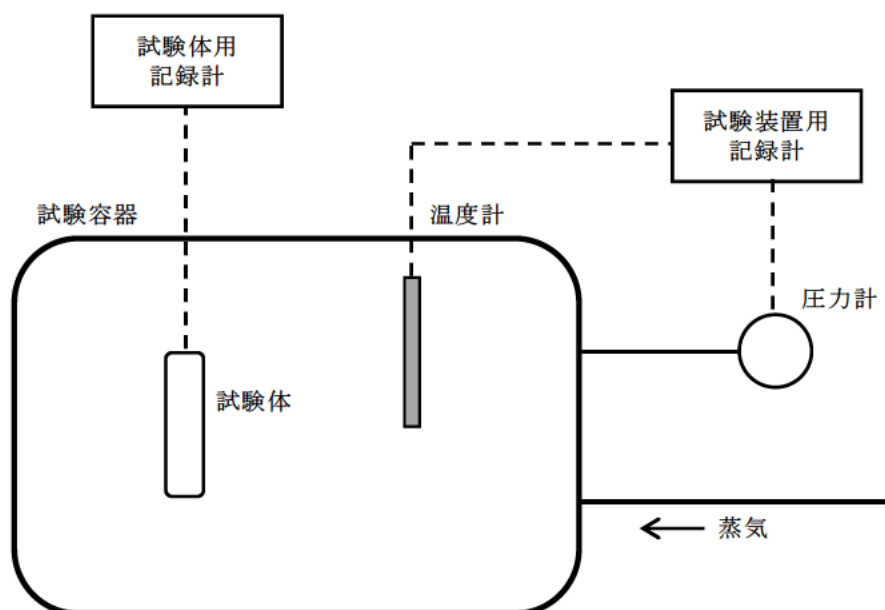 試験体用
記録計
試験装置用
記録計
試験容器
温度計
圧力計
試験体
蒸気